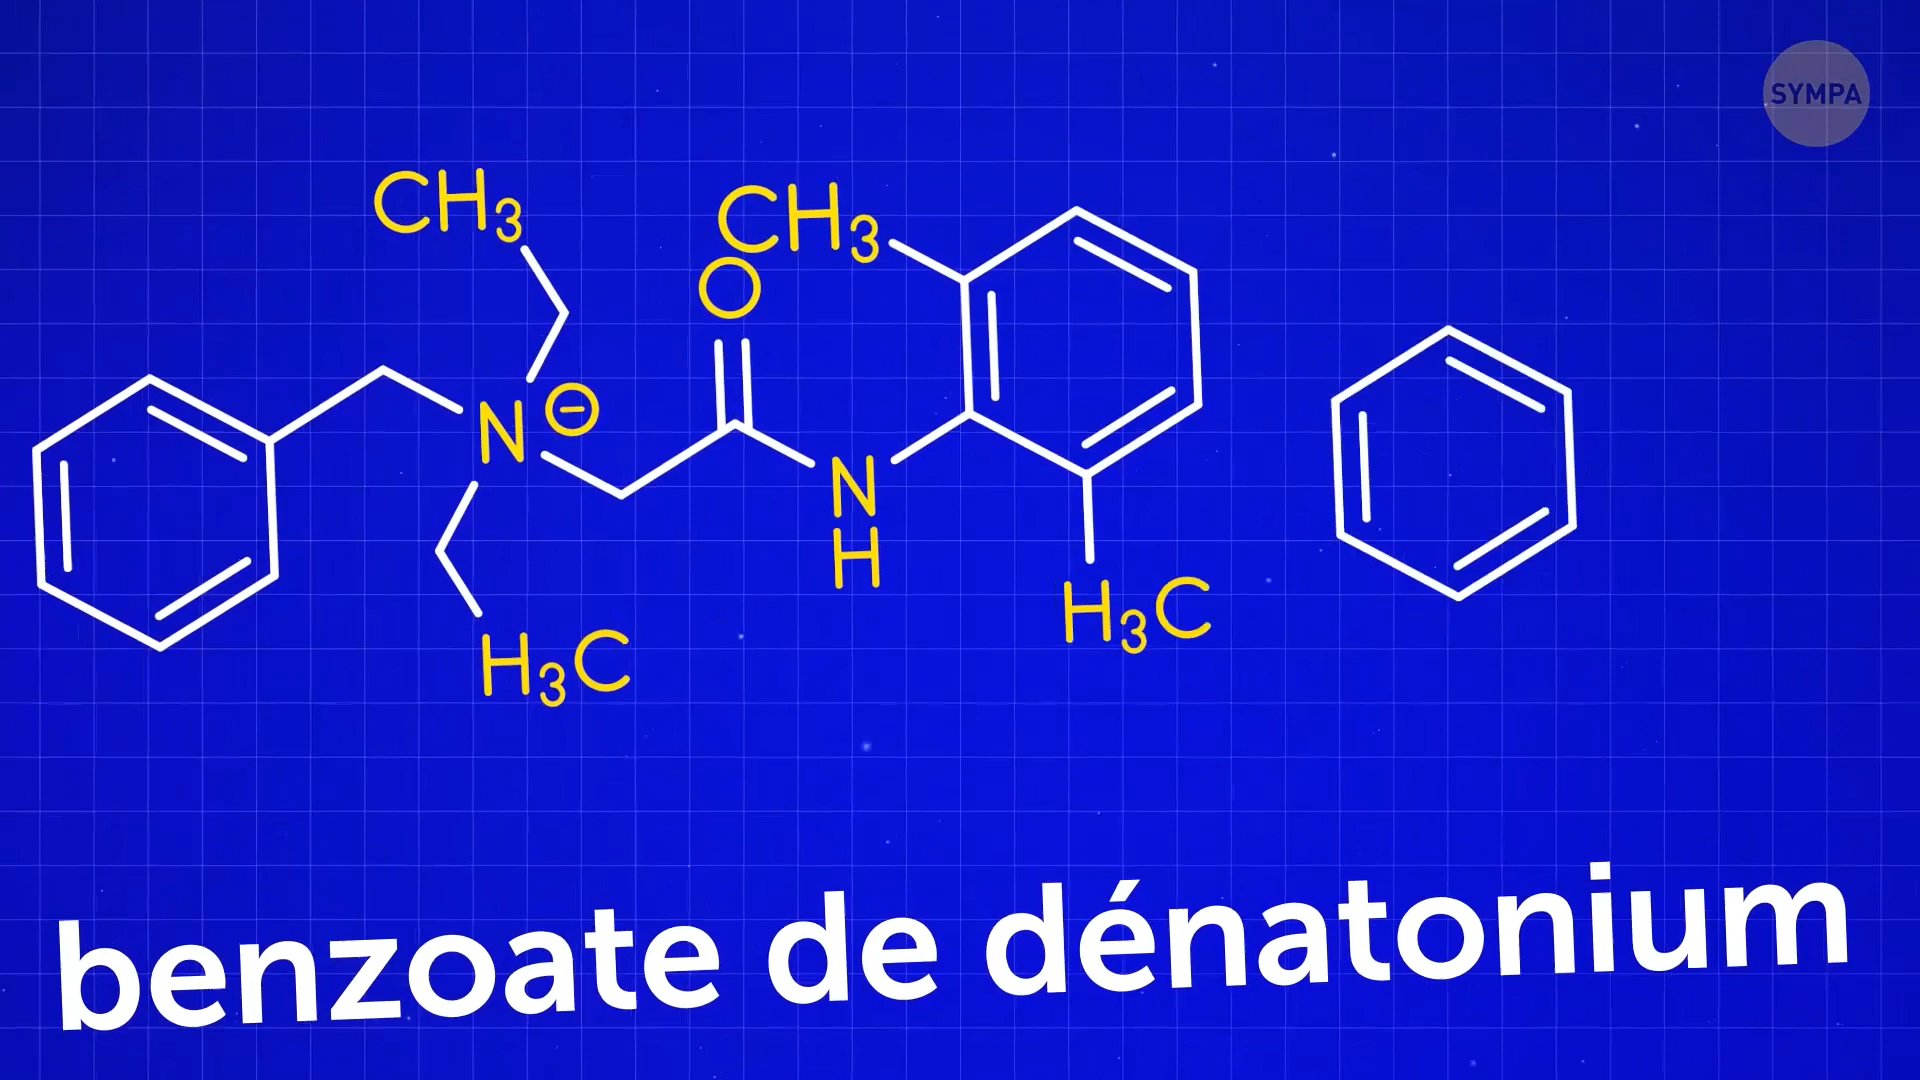 SYMPA
CH3
CH3
O
N ⊖
N
H
H3C
H3C
benzoate de dénatonium